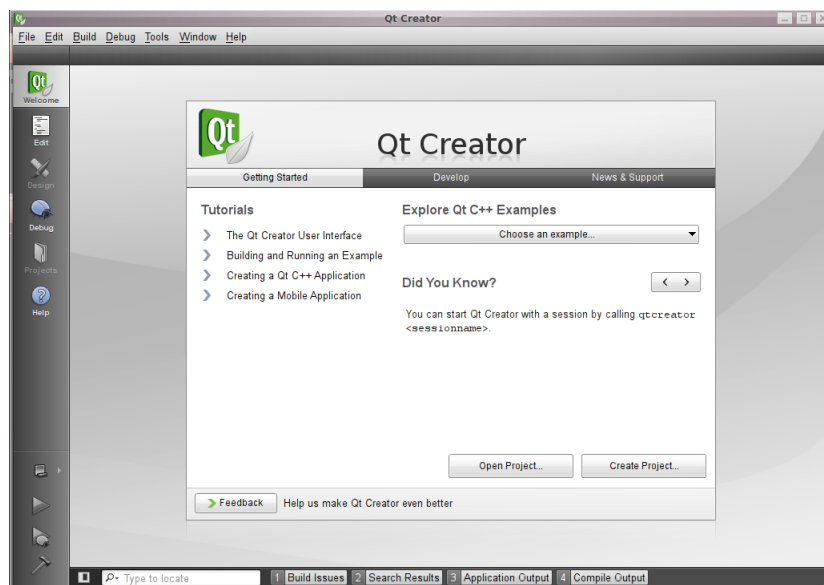 Qt Creator
File Edit Build Debug Tools Window Help
Qt
Welcome
Edit
Design
Debug
Projects
Help
Qt
Qt Creator
Getting Started
Develop
News & Support
Tutorials
The Qt Creator User Interface
Building and Running an Example
Creating a Qt C++ Application
Creating a Mobile Application
Explore Qt C++ Examples
Choose an example...
Did You Know?
You can start Qt Creator with a session by calling qtcreator
<sessionname>.
Open Project...
Create Project...
Feedback
Help us make Qt Creator even better
Type to locate
1 Build Issues 2 Search Results 3 Application Output 4 Compile Output